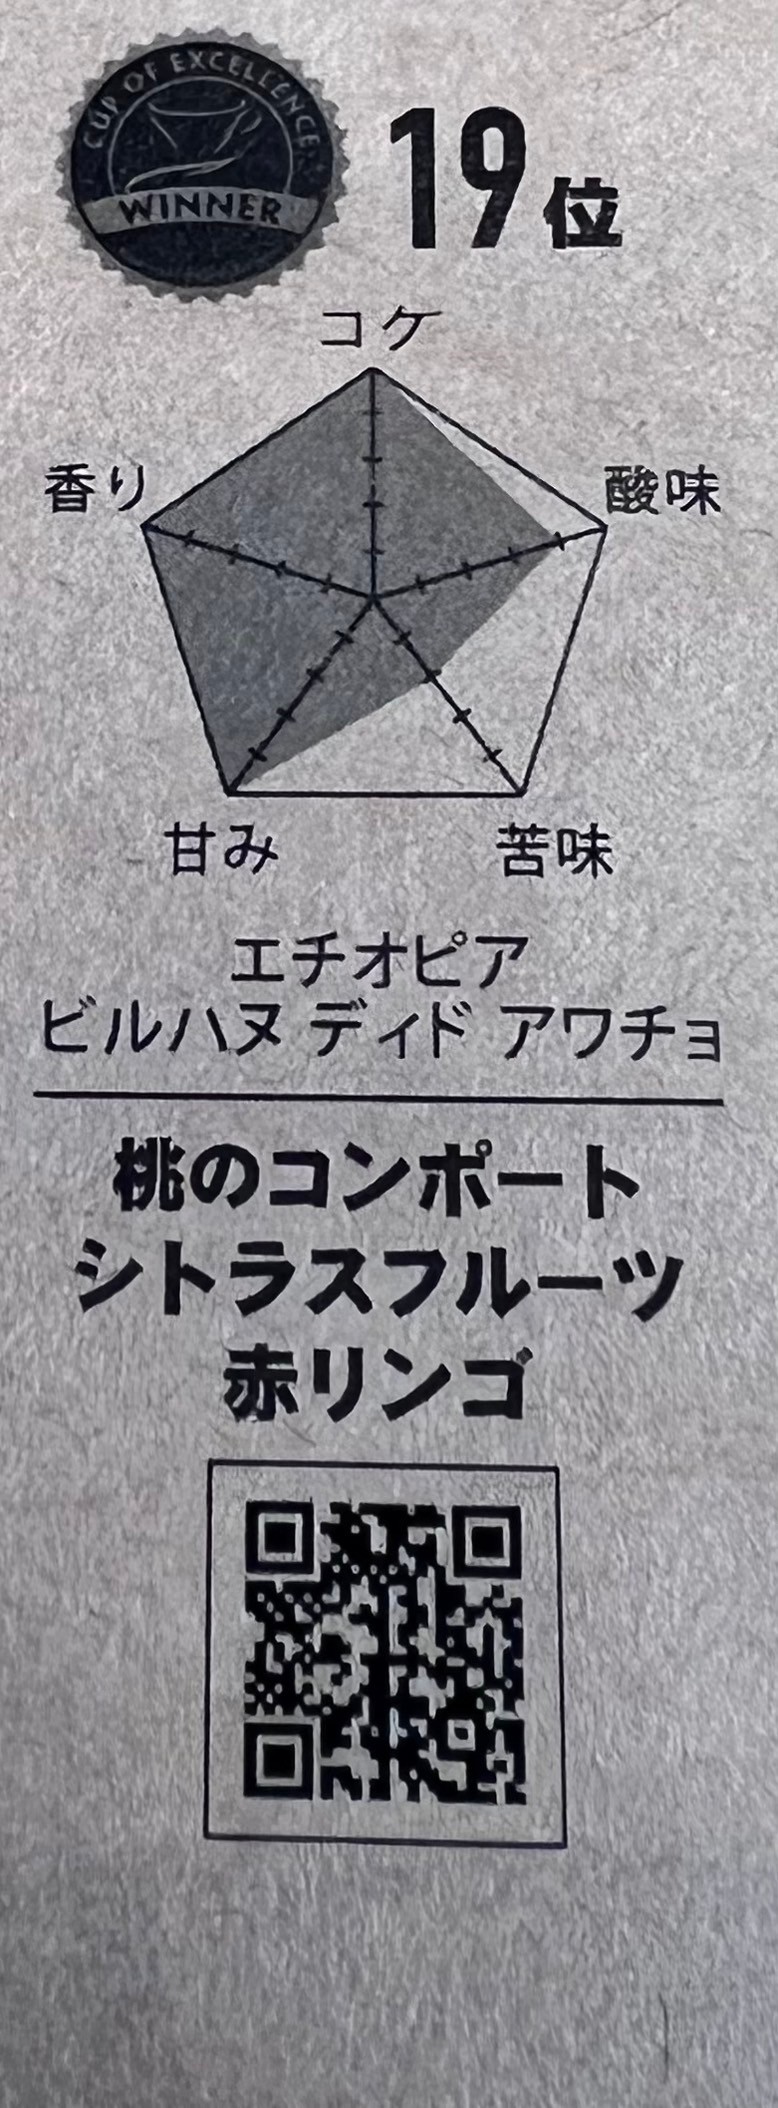 CUP OF EXCELLENCE
WINNER
19位
コケ
香り
酸味
甘み
苦味
エチオピア
ビルハヌ ディド アワチョ
桃のコンポート
シトラスフルーツ
赤リンゴ